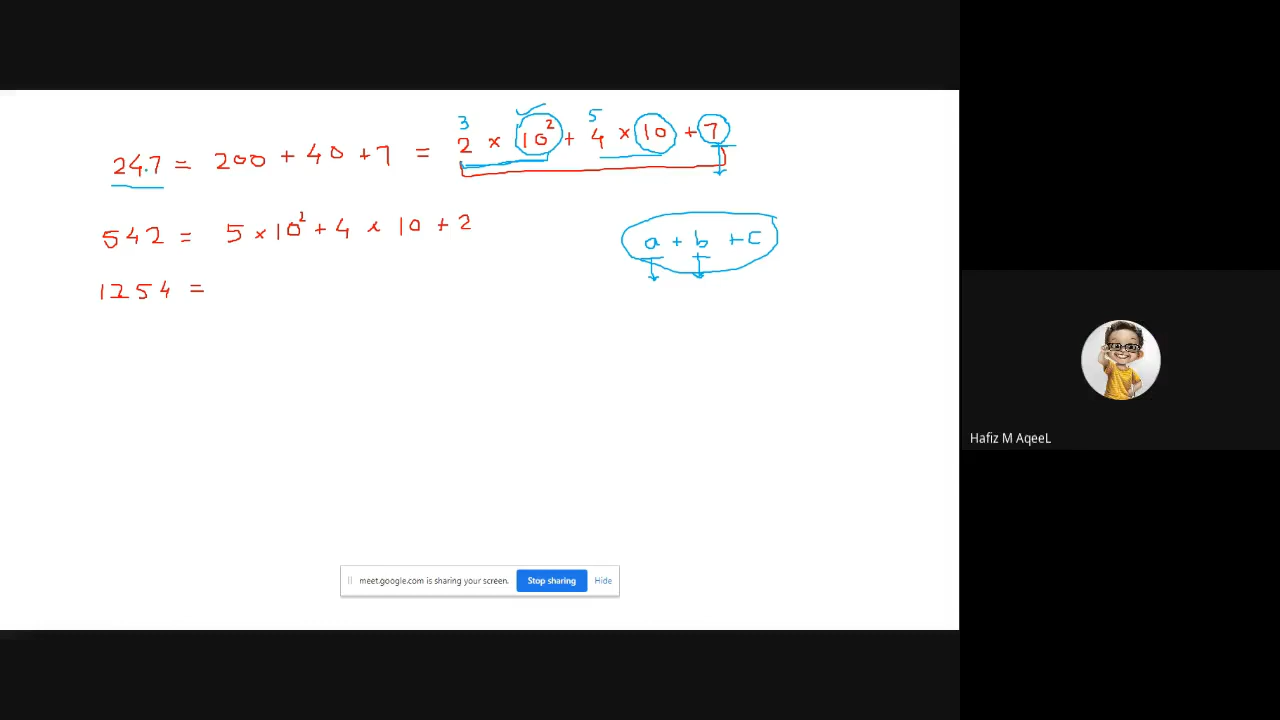 3 5
247 = 200 + 40 + 7 = 2 × 10² + 4 × 10 + 7
542 = 5 × 10² + 4 × 10 + 2
a + b + c
1254 =
Hafiz M AqeeL
meet.google.com is sharing your screen. Stop sharing Hide